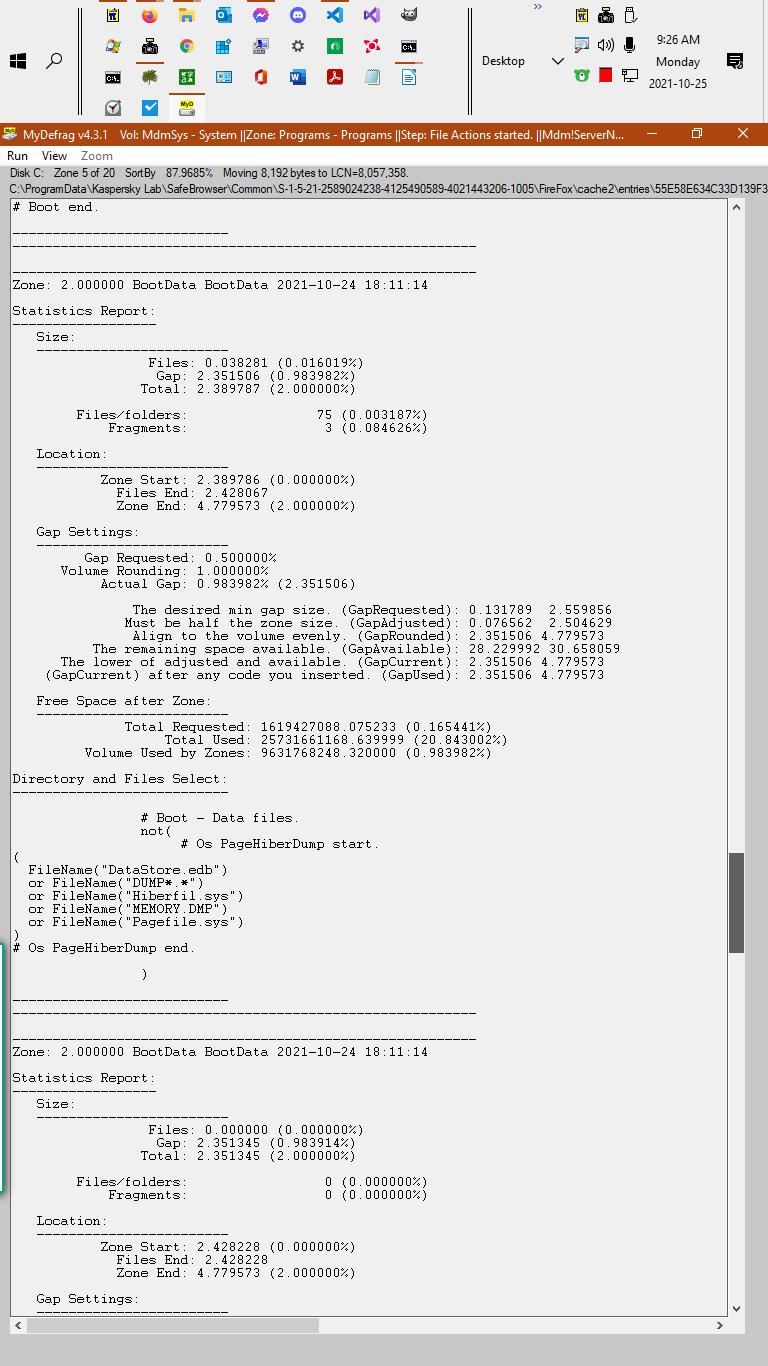 »
9:26 AM
Desktop
Monday
2021-10-25
MyDefrag v4.3.1 Vol: MdmSys - System ||Zone: Programs - Programs ||Step: File Actions started. ||Mdm!ServerN...
Run View Zoom
Disk C: Zone 5 of 20 SortBy 87.9685% Moving 8,192 bytes to LCN=8,057,358.
C:\ProgramData\Kaspersky Lab\SafeBrowser\Common\S-1-5-21-2589024238-4125490589-4021443206-1005\FireFox\cache2\entries\55E58E634C33D139F3
# Boot end.
---------------------------
----------------------------------------------------------
----------------------------------------------------------
Zone: 2.000000 BootData BootData 2021-10-24 18:11:14
Statistics Report:
------------------
Size:
------------------------
Files: 0.038281 (0.016019%)
Gap: 2.351506 (0.983982%)
Total: 2.389787 (2.000000%)
Files/folders: 75 (0.003187%)
Fragments: 3 (0.084626%)
Location:
------------------------
Zone Start: 2.389786 (0.000000%)
Files End: 2.428067
Zone End: 4.779573 (2.000000%)
Gap Settings:
------------------------
Gap Requested: 0.500000%
Volume Rounding: 1.000000%
Actual Gap: 0.983982% (2.351506)
The desired min gap size. (GapRequested): 0.131789 2.559856
Must be half the zone size. (GapAdjusted): 0.076562 2.504629
Align to the volume evenly. (GapRounded): 2.351506 4.779573
The remaining space available. (GapAvailable): 28.229992 30.658059
The lower of adjusted and available. (GapCurrent): 2.351506 4.779573
(GapCurrent) after any code you inserted. (GapUsed): 2.351506 4.779573
Free Space after Zone:
------------------------
Total Requested: 1619427088.075233 (0.165441%)
Total Used: 25731661168.639999 (20.843002%)
Volume Used by Zones: 9631768248.320000 (0.983982%)
Directory and Files Select:
---------------------------
# Boot - Data files.
not(
# Os PageHiberDump start.
(
FileName("DataStore.edb")
or FileName("DUMP*.*")
or FileName("Hiberfil.sys")
or FileName("MEMORY.DMP")
or FileName("Pagefile.sys")
)
# Os PageHiberDump end.
)
---------------------------
----------------------------------------------------------
----------------------------------------------------------
Zone: 2.000000 BootData BootData 2021-10-24 18:11:14
Statistics Report:
------------------
Size:
------------------------
Files: 0.000000 (0.000000%)
Gap: 2.351345 (0.983914%)
Total: 2.351345 (2.000000%)
Files/folders: 0 (0.000000%)
Fragments: 0 (0.000000%)
Location:
------------------------
Zone Start: 2.428228 (0.000000%)
Files End: 2.428228
Zone End: 4.779573 (2.000000%)
Gap Settings:
------------------------